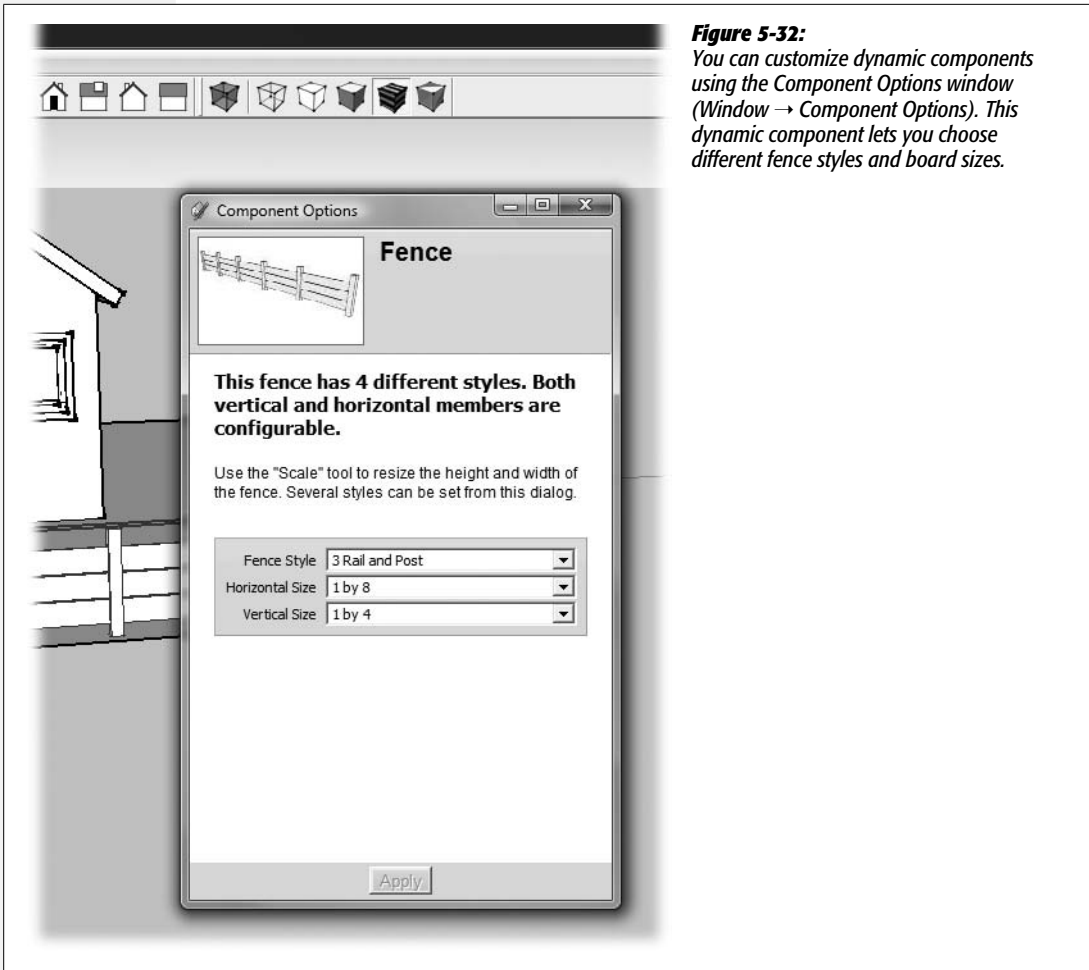 Figure 5-32:
You can customize dynamic components
using the Component Options window
(Window → Component Options). This
dynamic component lets you choose
different fence styles and board sizes.
Component Options
Fence
This fence has 4 different styles. Both
vertical and horizontal members are
configurable.
Use the "Scale" tool to resize the height and width of
the fence. Several styles can be set from this dialog.
Fence Style 3 Rail and Post
Horizontal Size 1 by 8
Vertical Size 1 by 4
Apply